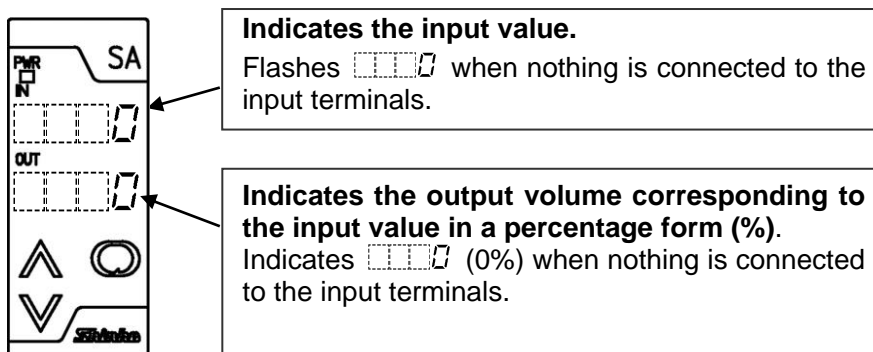 PWR
SA
IN
0
OUT
0
Shinko
Indicates the input value.
Flashes 0 when nothing is connected to the
input terminals.
Indicates the output volume corresponding to
the input value in a percentage form (%).
Indicates 0 (0%) when nothing is connected
to the input terminals.